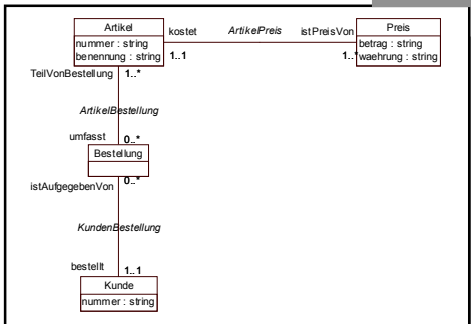 Artikel
nummer : string
benennung : string
kostet
ArtikelPreis
istPreisVon
Preis
betrag : string
waehrung : string
1..1
1..*
TeilVonBestellung
1..*
ArtikelBestellung
umfasst
0..*
Bestellung
istAufgegebenVon
0..*
KundenBestellung
bestellt
1..1
Kunde
nummer : string